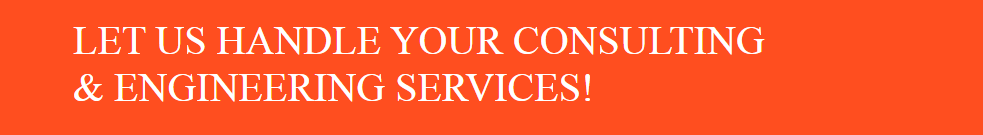 LET US HANDLE YOUR CONSULTING
& ENGINEERING SERVICES!